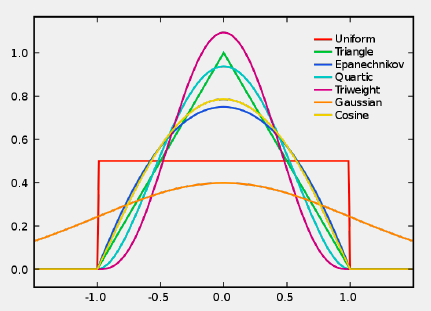 1.0
0.8
0.6
0.4
0.2
0.0
Uniform
Triangle
Epanechnikov
Quartic
Triweight
Gaussian
Cosine
-1.0 -0.5 0.0 0.5 1.0